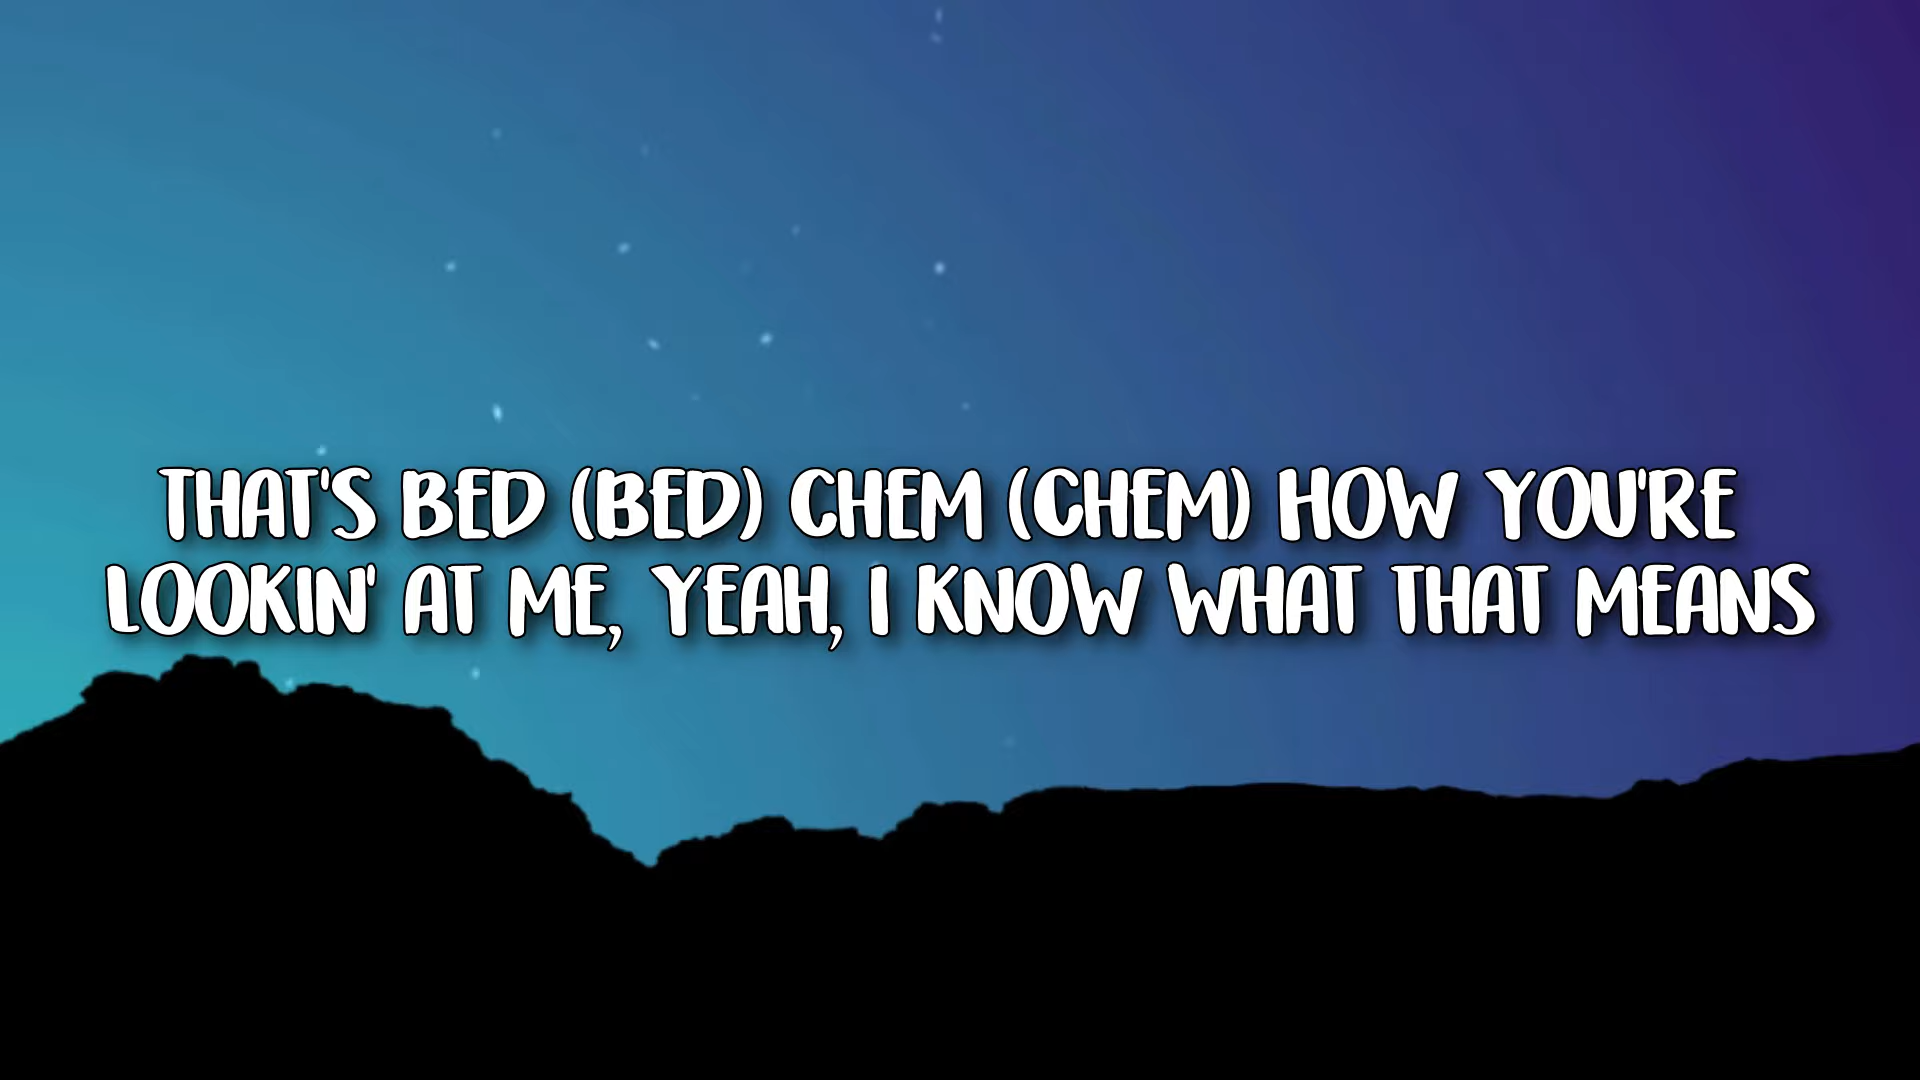 THAT'S BED (BED) CHEM (CHEM) HOW YOU'RE
LOOKIN' AT ME, YEAH, I KNOW WHAT THAT MEANS